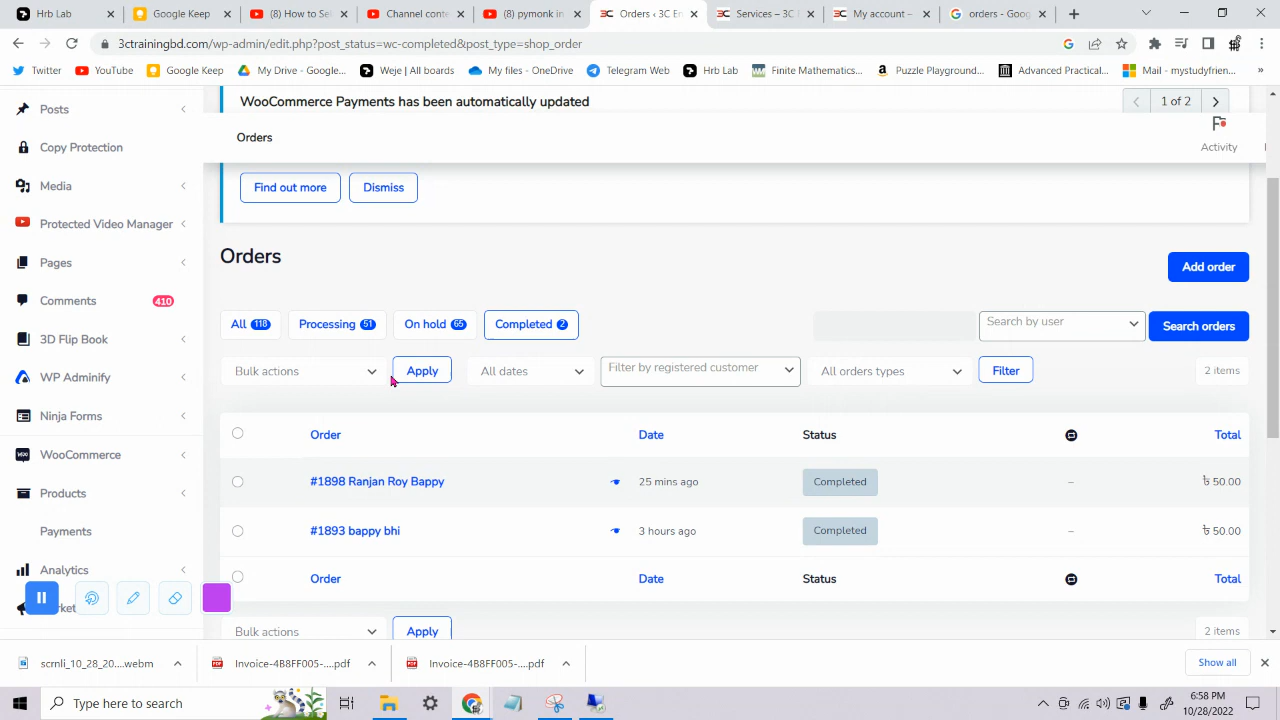 Hrb Lab
Google Keep
(8) How to Sel
Channel conte
(8) pymonk in
3C Orders ‹ 3C En
3C Services – 3C
3C My account –
orders - Goo
3ctrainingbd.com/wp-admin/edit.php?post_status=wc-completed&post_type=shop_order
Twitter
YouTube
Google Keep
My Drive - Google...
Weje | All boards
My files - OneDrive
Telegram Web
Hrb Lab
Finite Mathematics...
Puzzle Playground...
Advanced Practical...
Mail - mystudyfrien...
»
Posts
Copy Protection
Media
Protected Video Manager
Pages
Comments 410
3D Flip Book
WP Adminify
Ninja Forms
WooCommerce
Products
Payments
Analytics
WooCommerce Payments has been automatically updated
1 of 2
Orders
Activity
Find out more
Dismiss
Orders
Add order
All 118
Processing 51
On hold 65
Completed 2
Search by user
Search orders
Bulk actions
Apply
All dates
Filter by registered customer
All orders types
Filter
2 items
Order Date Status Total
#1898 Ranjan Roy Bappy 25 mins ago Completed – ৳ 50.00
#1893 bappy bhi 3 hours ago Completed – ৳ 50.00
Order Date Status Total
Bulk actions
Apply
2 items
scrnli_10_28_20....webm
Invoice-4B8FF005-....pdf
Invoice-4B8FF005-....pdf
Show all
Type here to search
6:58 PM
10/28/2022